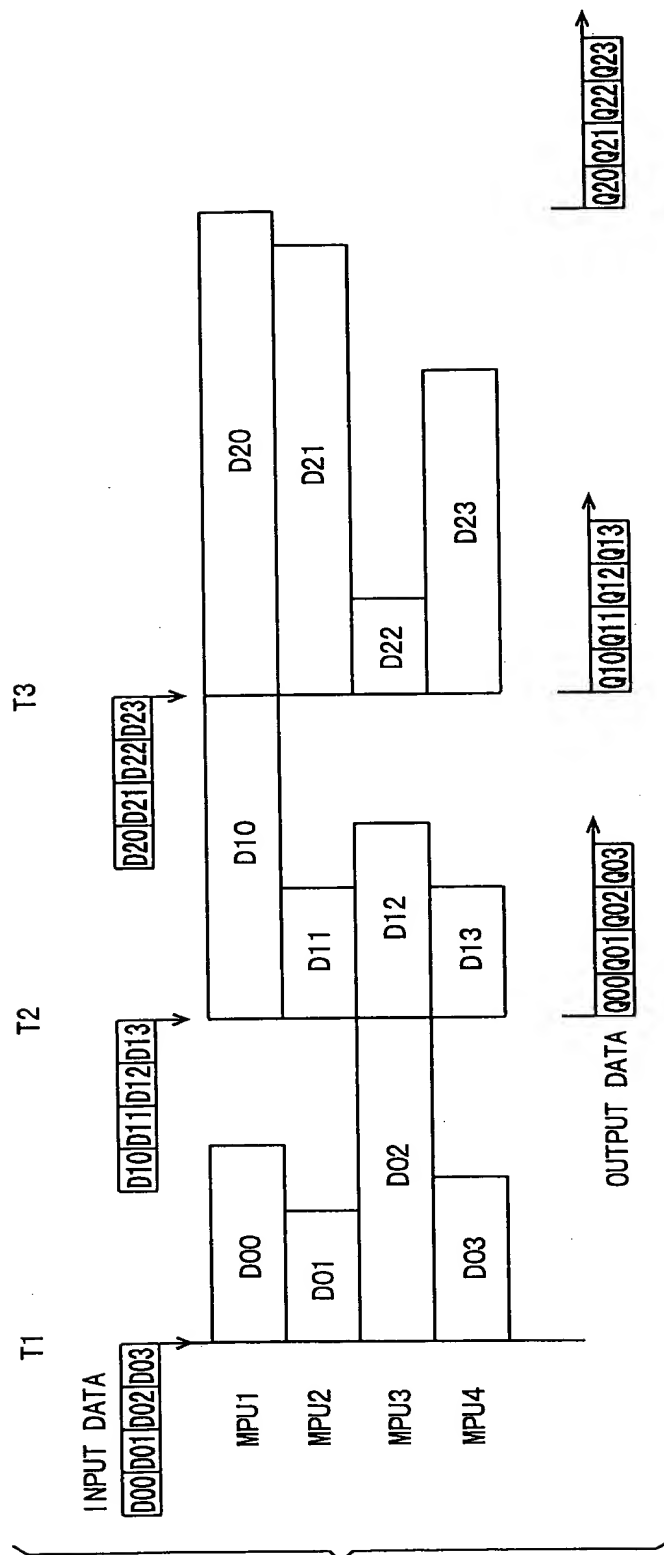 T1 T2 T3
INPUT DATA
D00 D01 D02 D03 D10 D11 D12 D13 D20 D21 D22 D23
MPU1 D00 D10 D20
MPU2 D01 D11 D21
MPU3 D02 D12 D22
MPU4 D03 D13 D23
Q00 Q01 Q02 Q03 Q10 Q11 Q12 Q13 Q20 Q21 Q22 Q23
OUTPUT DATA